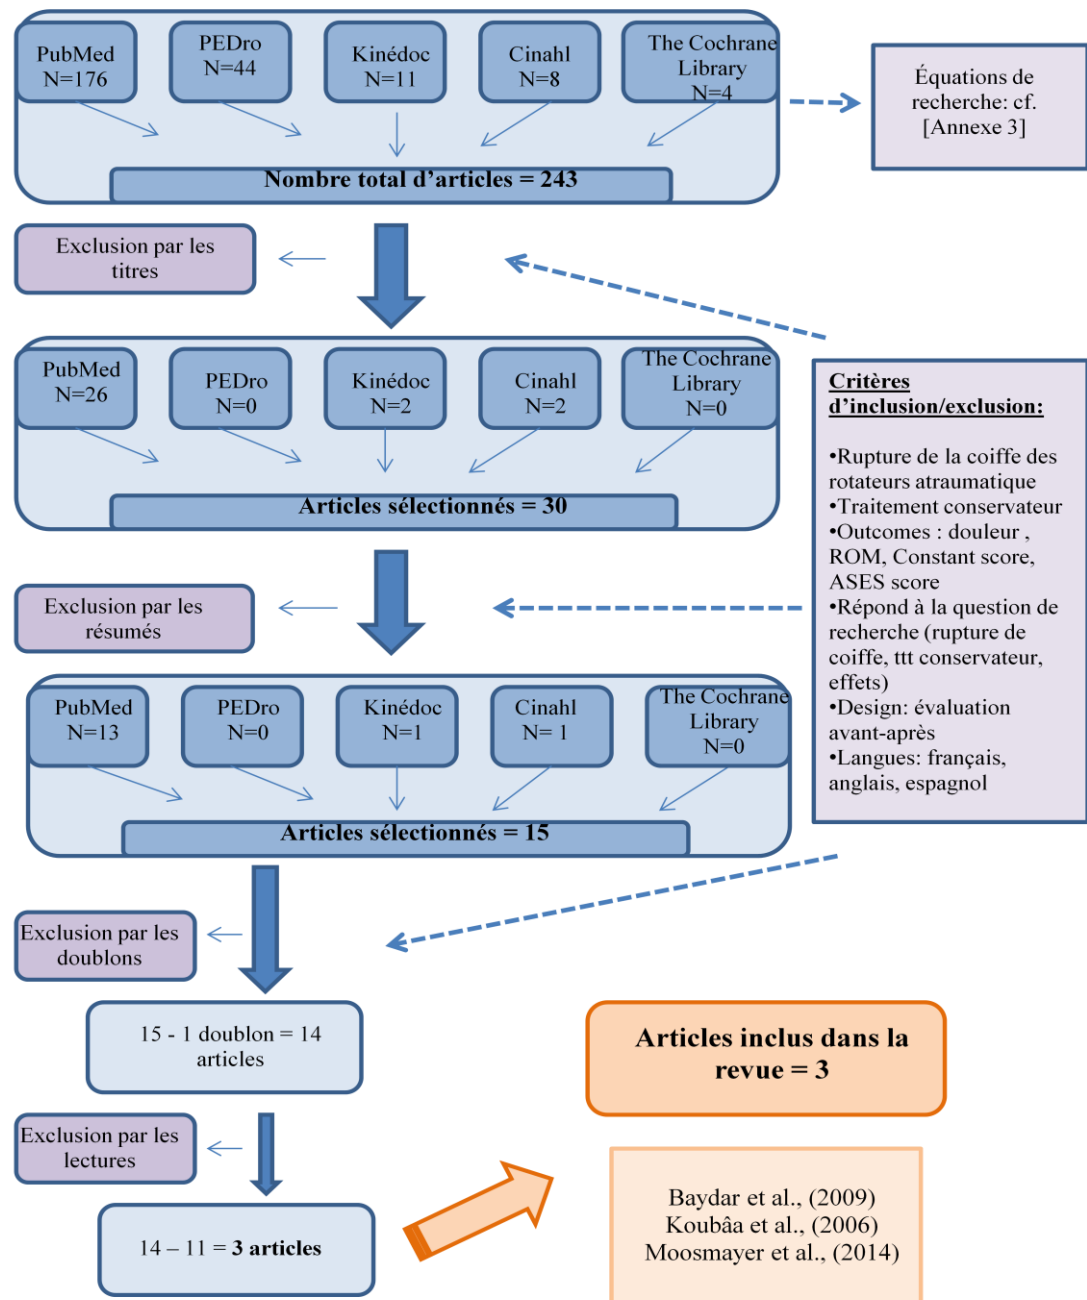 PubMed
N=176
PEDro
N=44
Kinédoc
N=11
Cinahl
N=8
The Cochrane
Library
N=4
Nombre total d’articles = 243
Équations de
recherche: cf.
[Annexe 3]
Exclusion par les
titres
PubMed
N=26
PEDro
N=0
Kinédoc
N=2
Cinahl
N=2
The Cochrane
Library
N=0
Articles sélectionnés = 30
Critères
d’inclusion/exclusion:
•Rupture de la coiffe des
rotateurs atraumatique
•Traitement conservateur
•Outcomes : douleur ,
ROM, Constant score,
ASES score
•Répond à la question de
recherche (rupture de
coiffe, ttt conservateur,
effets)
•Design: évaluation
avant-après
•Langues: français,
anglais, espagnol
Exclusion par les
résumés
PubMed
N=13
PEDro
N=0
Kinédoc
N=1
Cinahl
N= 1
The Cochrane
Library
N=0
Articles sélectionnés = 15
Exclusion par les
doublons
15 - 1 doublon = 14
articles
Exclusion par les
lectures
14 – 11 = 3 articles
Articles inclus dans la
revue = 3
Baydar et al., (2009)
Koubâa et al., (2006)
Moosmayer et al., (2014)